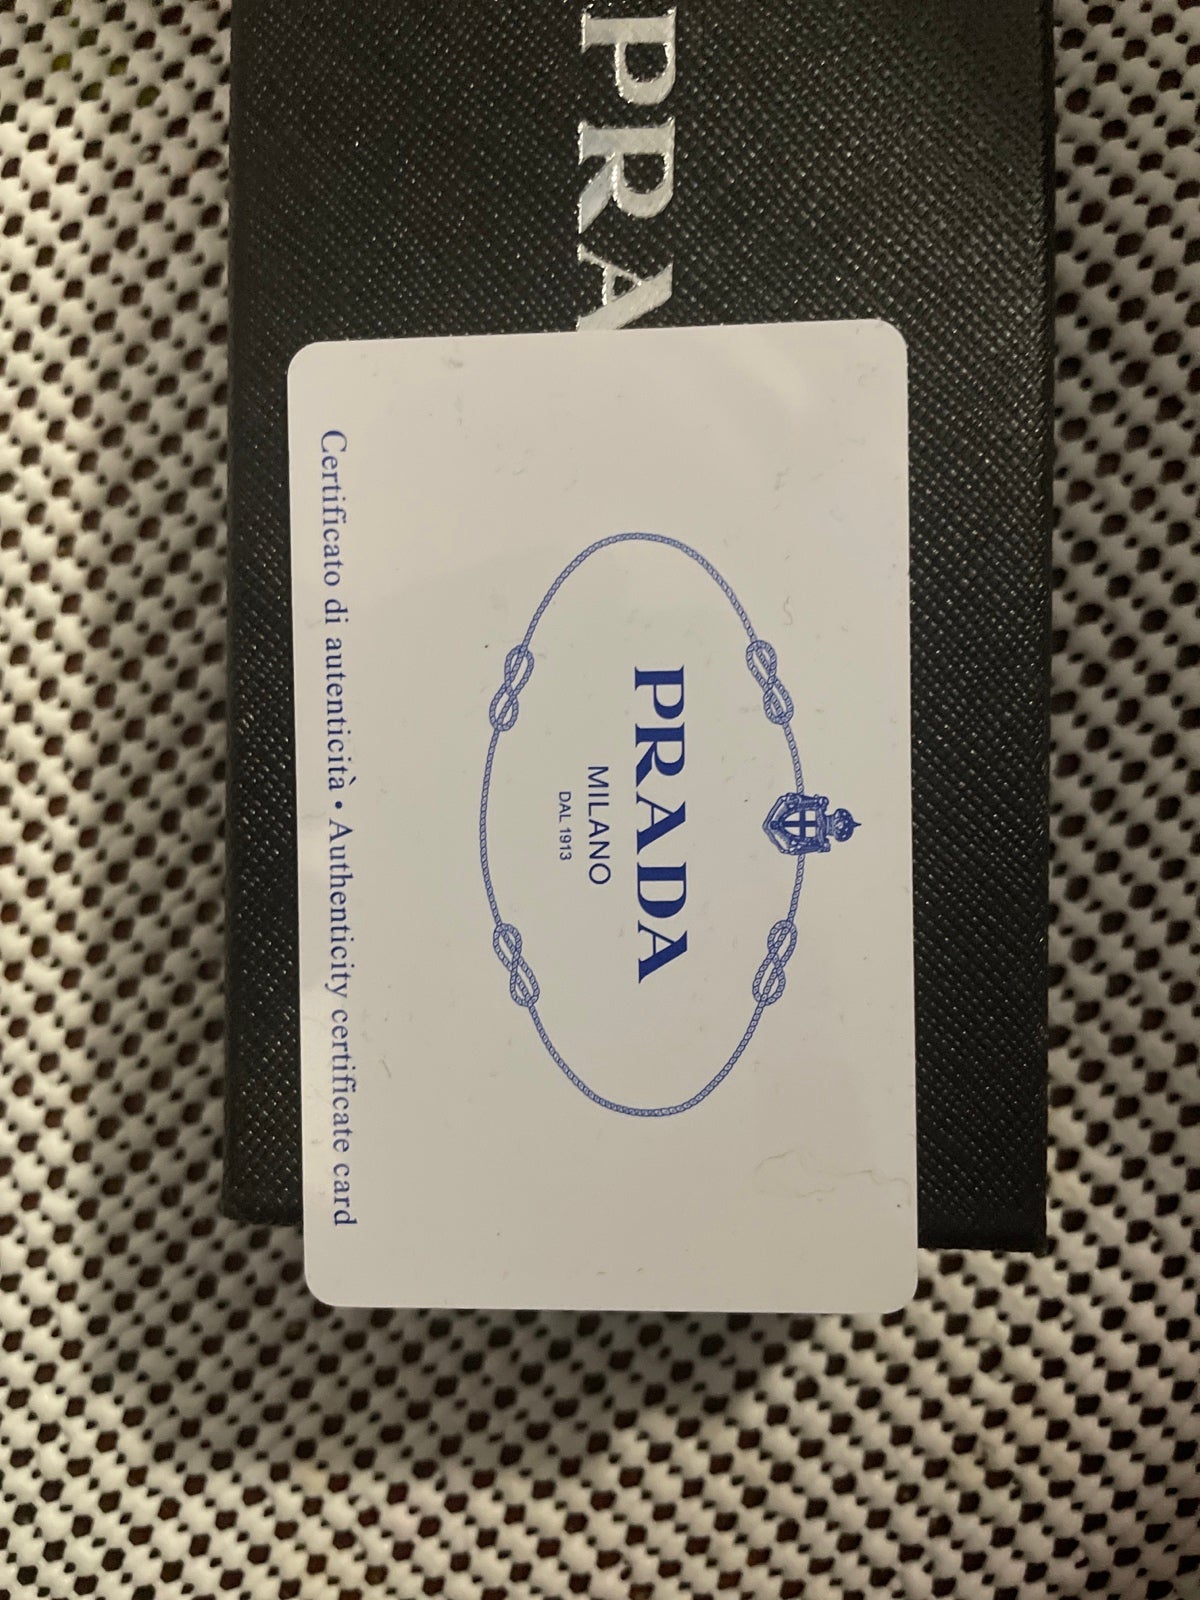 PRA
PRADA
MILANO
DAL 1913
Certificato di autenticità • Authenticity certificate card